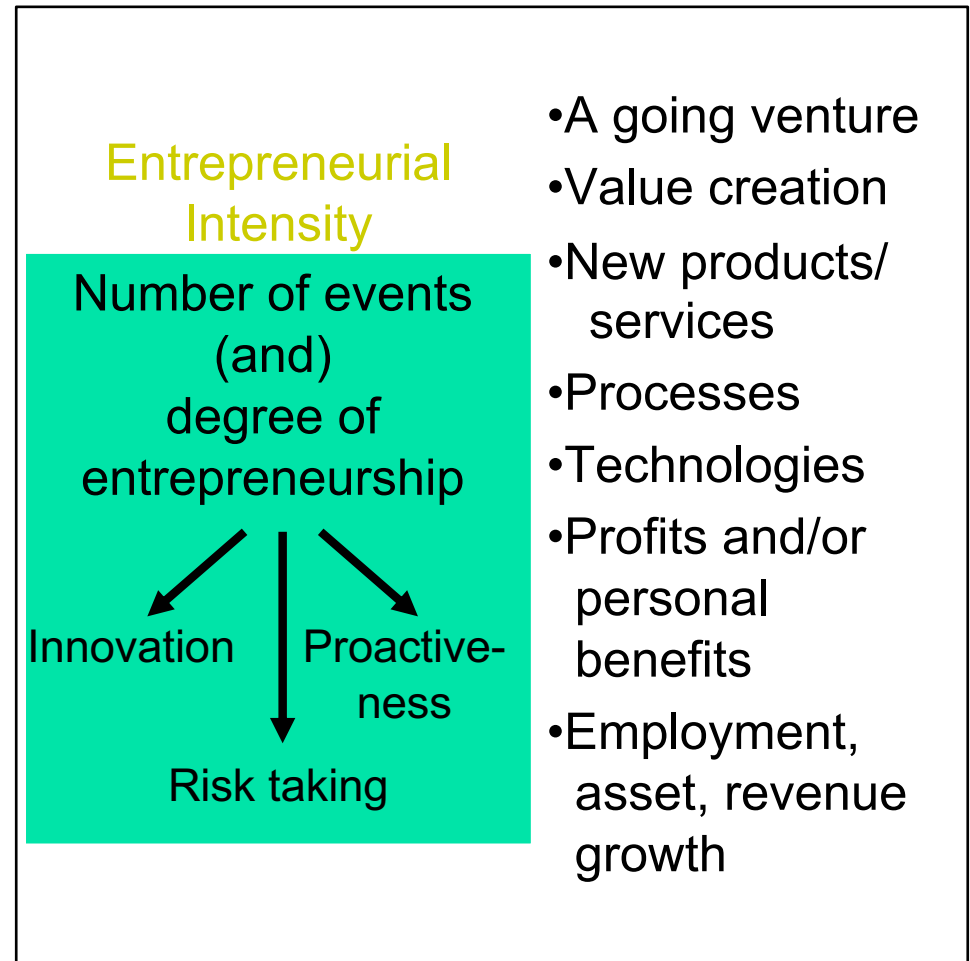 Entrepreneurial
Intensity
Number of events
(and)
degree of
entrepreneurship
Innovation
Proactive-
ness
Risk taking
•A going venture
•Value creation
•New products/
services
•Processes
•Technologies
•Profits and/or
personal
benefits
•Employment,
asset, revenue
growth